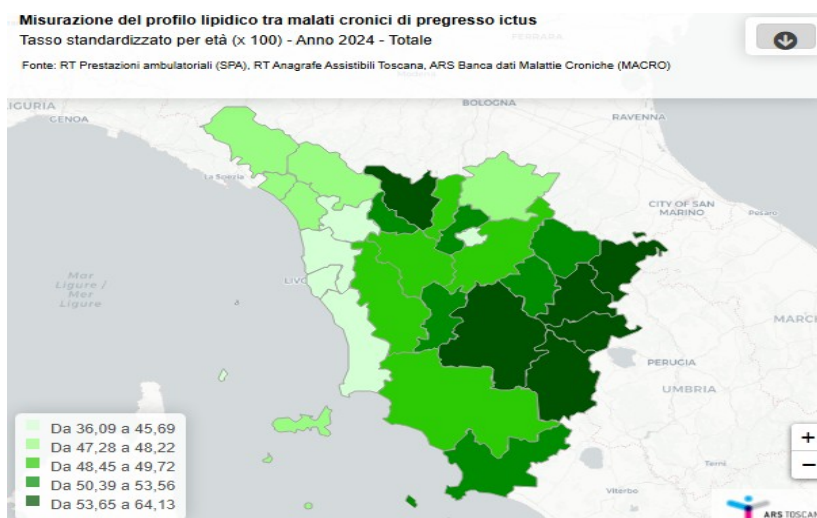 Misurazione del profilo lipidico tra malati cronici di pregresso ictus
Tasso standardizzato per età (x 100) - Anno 2024 - Totale
Fonte: RT Prestazioni ambulatoriali (SPA), RT Anagrafe Assistibili Toscana, ARS Banca dati Malattie Croniche (MACRO)
FERRARA
Modena
LIGURIA
GENOA
BOLOGNA
RAVENNA
La Spezia
CITY OF SAN
MARINO
Pesaro
Mar
Ligure /
Mer
Ligure
LIVO
MARCH
PERUGIA
UMBRIA
Terni
Viterbo
Da 36,09 a 45,69
Da 47,28 a 48,22
Da 48,45 a 49,72
Da 50,39 a 53,56
Da 53,65 a 64,13
+
−
ARS TOSCAN